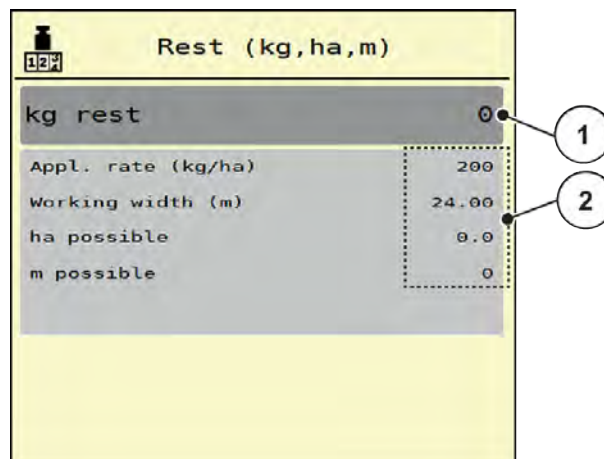 Rest (kg,ha,m)
kg rest 0
1
Appl. rate (kg/ha) 200
Working width (m) 24.00
2
ha possible 0.0
m possible 0